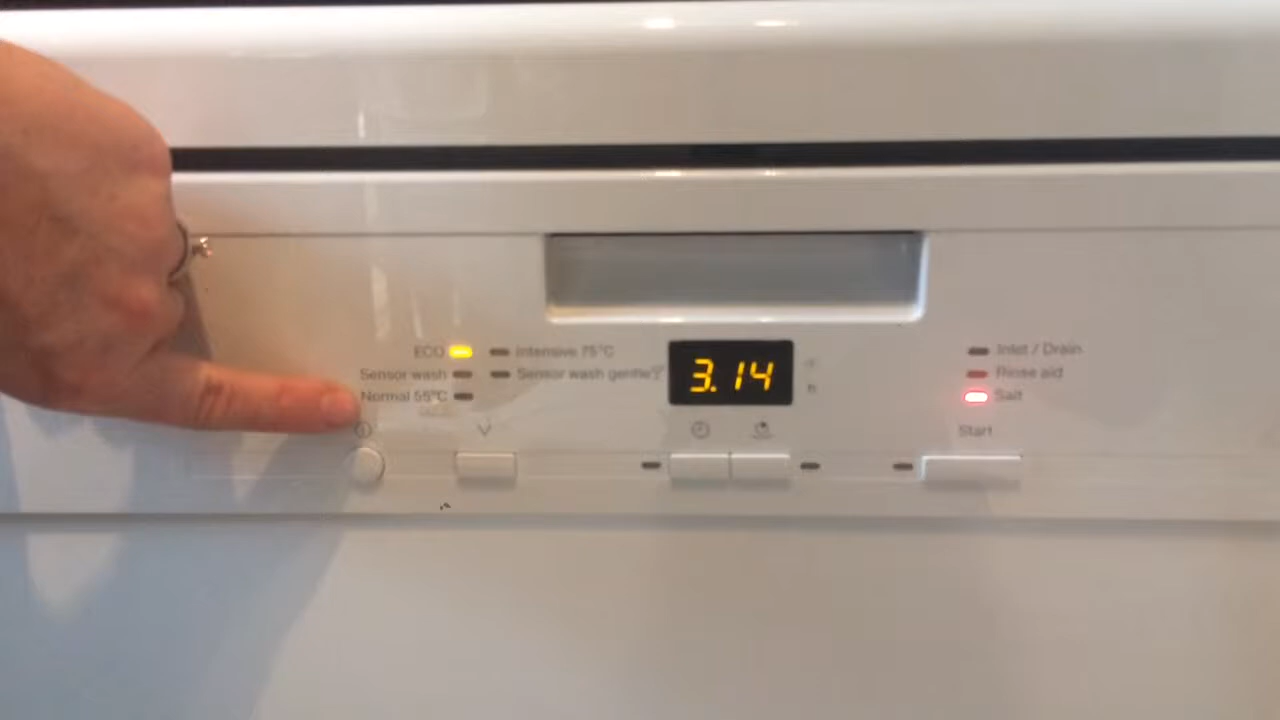 ECO
Intensive 75°C
Sensor wash
Sensor wash gentle
Normal 55°C
3.14
Inlet / Drain
Rinse aid
Salt
Start